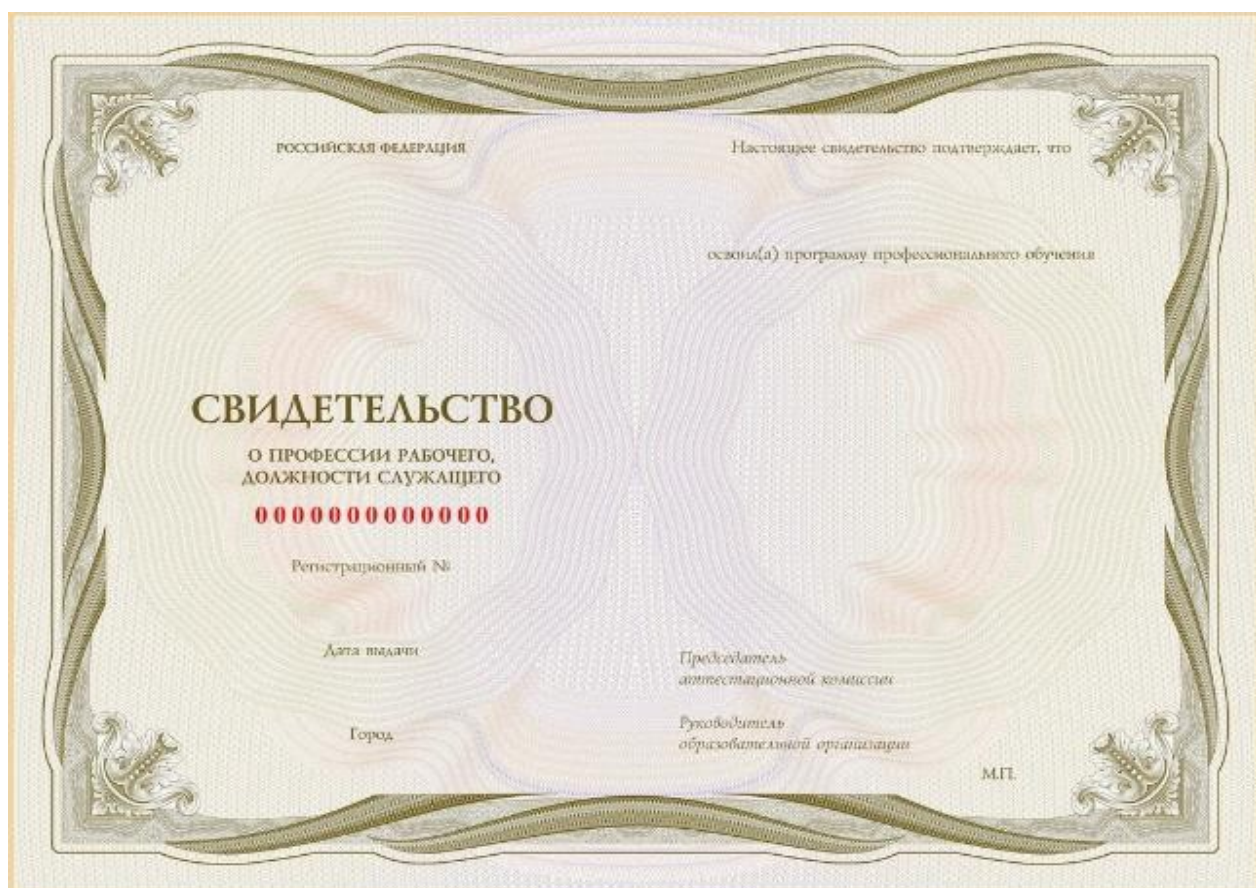 РОССИЙСКАЯ ФЕДЕРАЦИЯ
СВИДЕТЕЛЬСТВО
О ПРОФЕССИИ РАБОЧЕГО,
ДОЛЖНОСТИ СЛУЖАЩЕГО
0000000000000
Регистрационный №
Дата выдачи
Город
Настоящее свидетельство подтверждает, что
освоил(а) программу профессионального обучения
Председатель
аттестационной комиссии
Руководитель
образовательной организации
М.П.